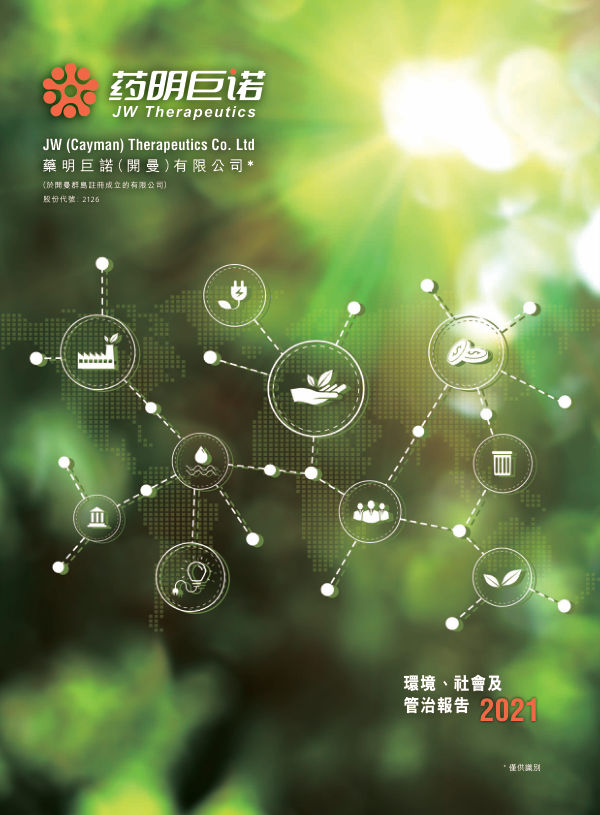 药明巨诺
JW Therapeutics
JW (Cayman) Therapeutics Co. Ltd
藥明巨諾(開曼)有限公司*
(於開曼群島註冊成立的有限公司)
股份代號: 2126
環境、社會及
管治報告 2021
* 僅供識別